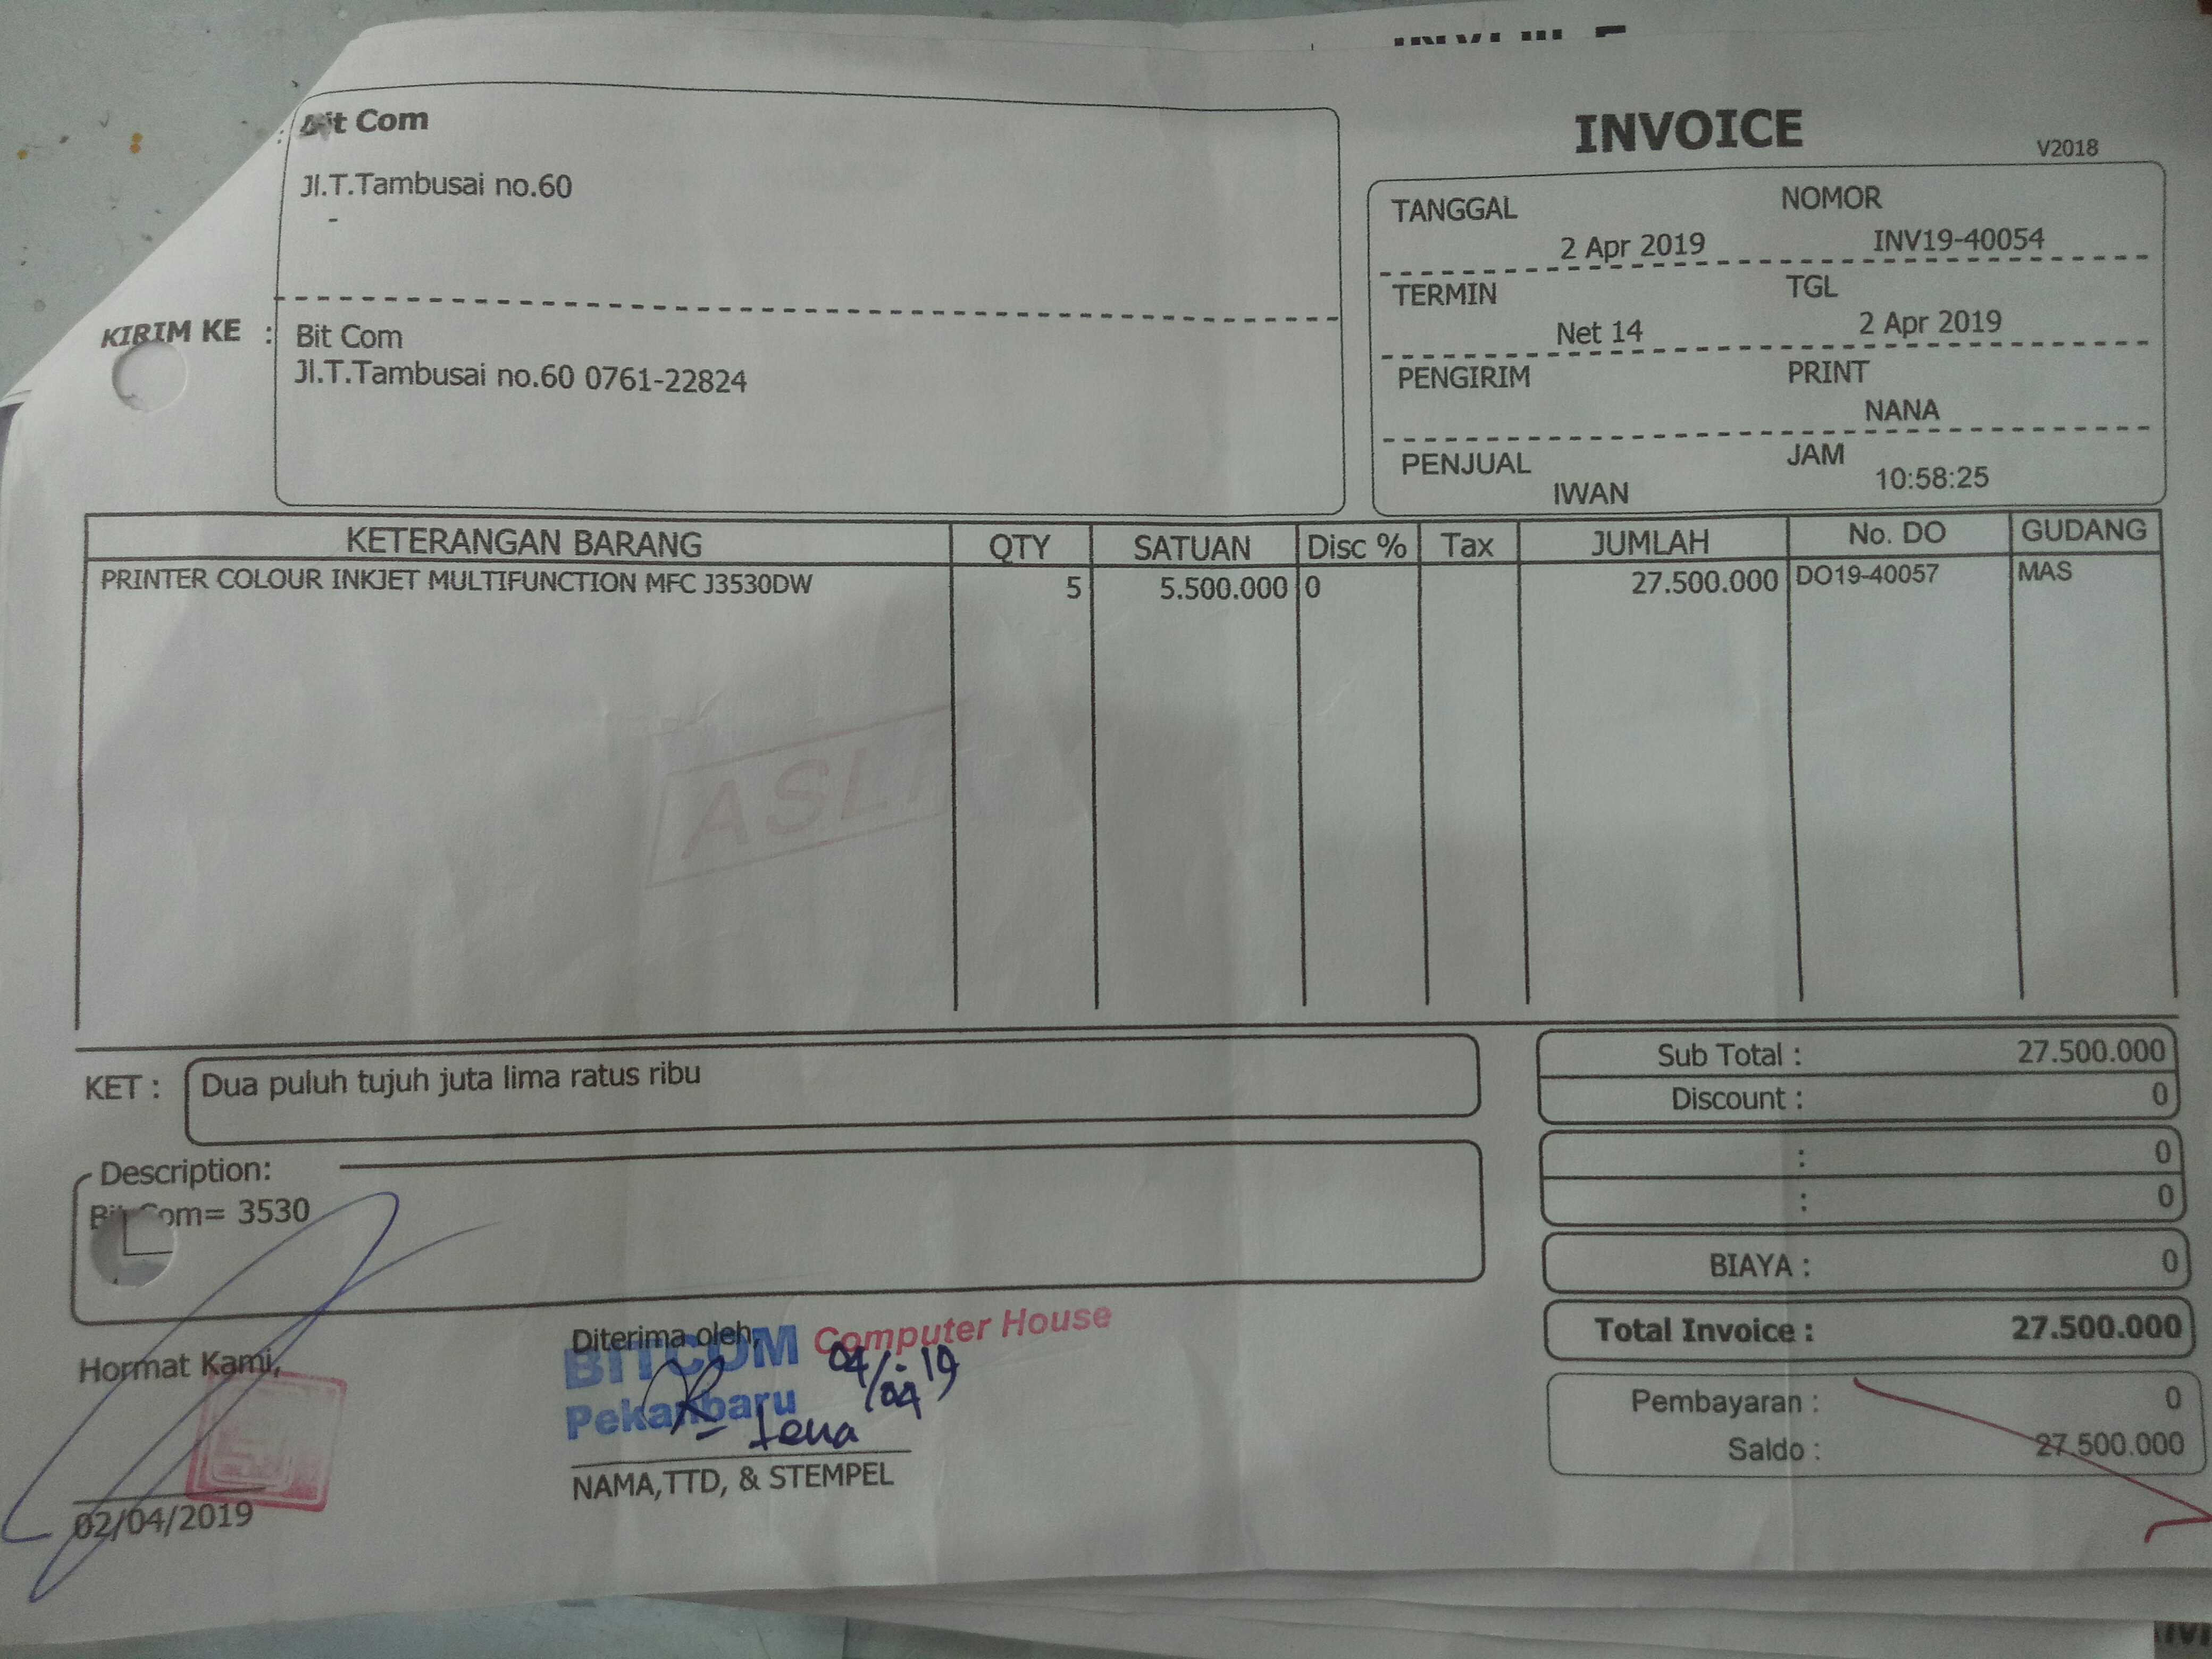 INVOICE
V2018
Bit Com
Jl.T.Tambusai no.60
-
KIRIM KE : Bit Com
Jl.T.Tambusai no.60 0761-22824
TANGGAL NOMOR
2 Apr 2019 INV19-40054
TERMIN TGL
Net 14 2 Apr 2019
PENGIRIM PRINT
NANA
PENJUAL JAM
IWAN 10:58:25
KETERANGAN BARANG QTY SATUAN Disc % Tax JUMLAH No. DO GUDANG
PRINTER COLOUR INKJET MULTIFUNCTION MFC J3530DW 5 5.500.000 0 27.500.000 DO19-40057 MAS
ASLI
KET : Dua puluh tujuh juta lima ratus ribu
Sub Total : 27.500.000
Discount : 0
: 0
: 0
BIAYA : 0
Total Invoice : 27.500.000
Pembayaran : 0
Saldo : 27.500.000
Description:
Bit Com= 3530
Hormat Kami,
02/04/2019
Diterima oleh,
BITCOM Computer House
Pekanbaru
04/04 19
NAMA,TTD, & STEMPEL